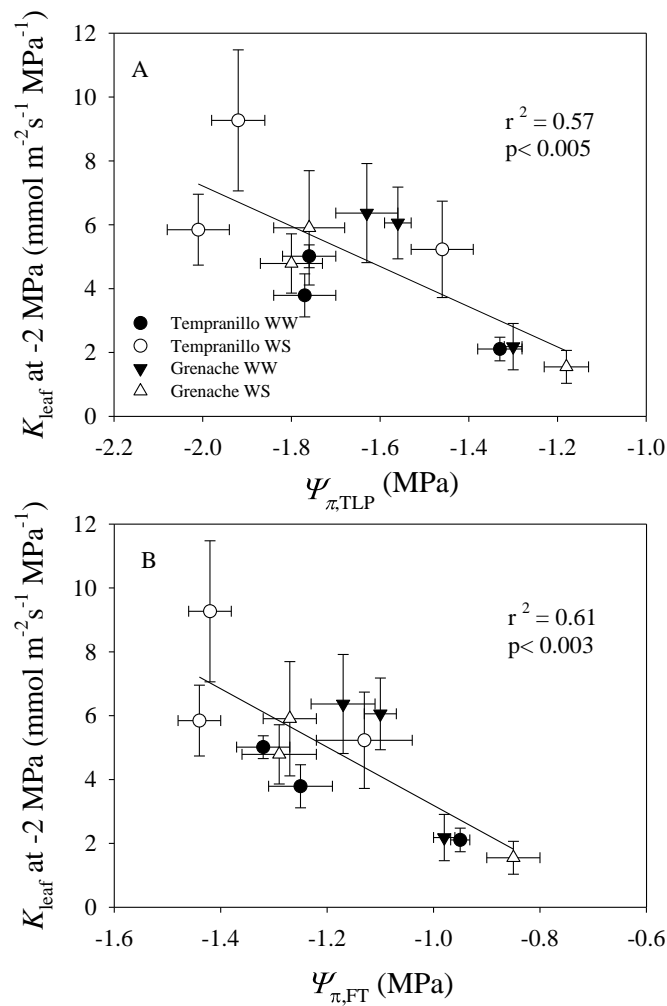 12
A
10
r² = 0.57
p< 0.005
8
6
4
Tempranillo WW
Tempranillo WS
2
Grenache WW
Grenache WS
0
K_leaf at -2 MPa (mmol m⁻²s⁻¹ MPa⁻¹)
-2.2 -2.0 -1.8 -1.6 -1.4 -1.2 -1.0
Ψ_π,TLP (MPa)
12
B
10
r² = 0.61
p< 0.003
8
6
4
2
0
K_leaf at -2 MPa (mmol m⁻²s⁻¹ MPa⁻¹)
-1.6 -1.4 -1.2 -1.0 -0.8 -0.6
Ψ_π,FT (MPa)